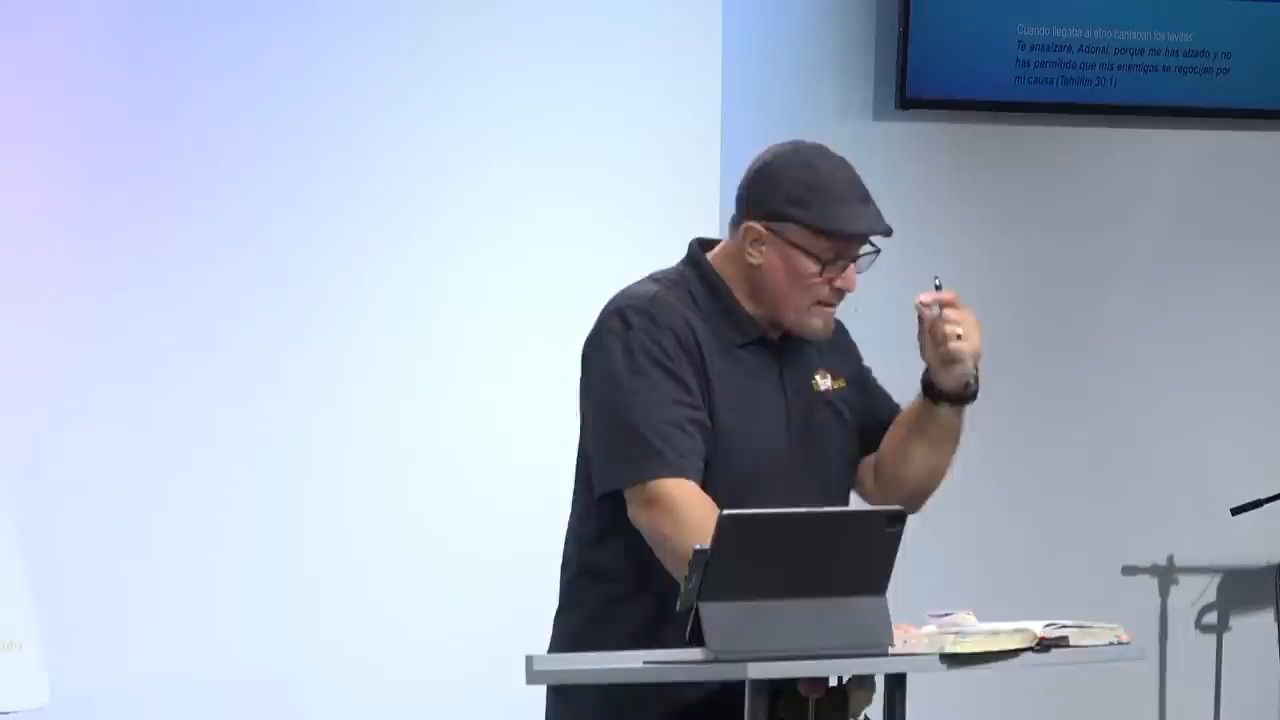 Cuando llegaba al atrio cantaban los levitas:
Te ensalzaré, Adonai, porque me has alzado y no
has permitido que mis enemigos se regocijen por
mi causa (Tehilim 30:1)